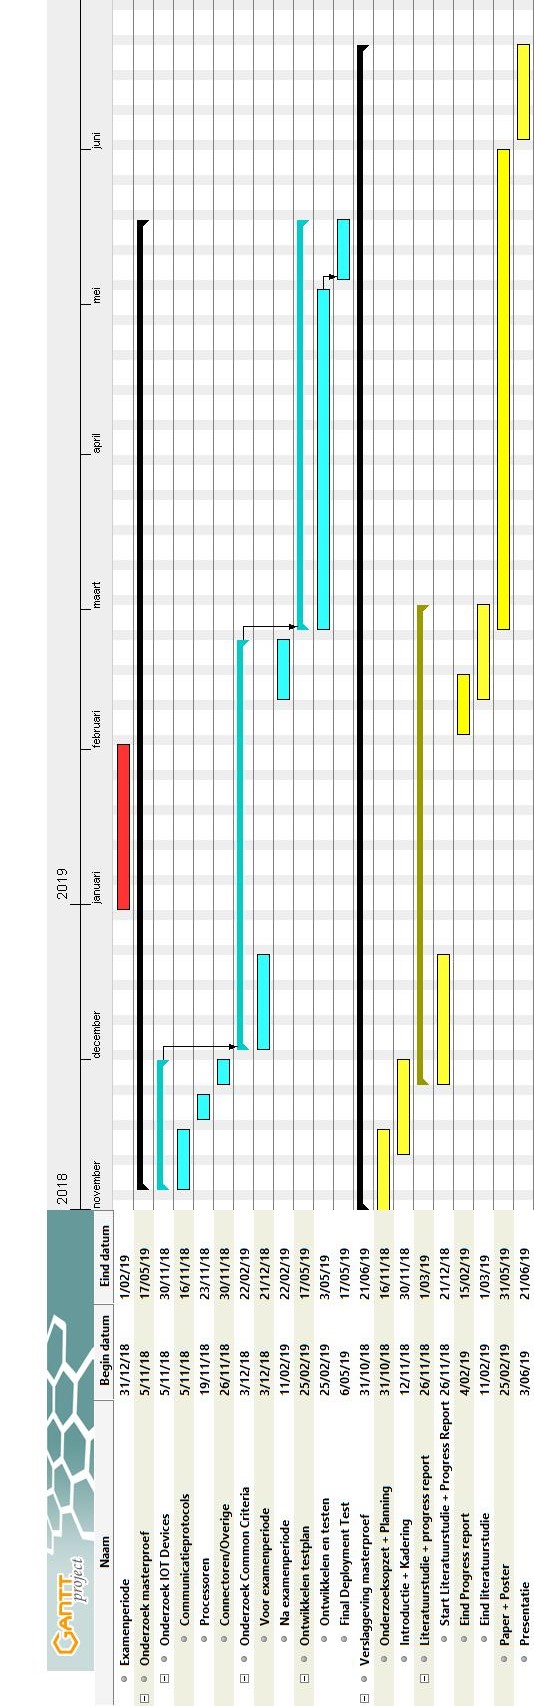 GANTT
project
2018 2019
Naam Begin datum Eind datum november december januari februari maart april mei juni
Examenperiode 31/12/18 1/02/19
Onderzoek masterproef 5/11/18 17/05/19
Onderzoek IOT Devices 5/11/18 30/11/18
Communicatieprotocols 5/11/18 16/11/18
Processoren 19/11/18 23/11/18
Connectoren/Overige 26/11/18 30/11/18
Onderzoek Common Criteria 3/12/18 22/02/19
Voor examenperiode 3/12/18 21/12/18
Na examenperiode 11/02/19 22/02/19
Ontwikkelen testplan 25/02/19 17/05/19
Ontwikkelen en testen 25/02/19 3/05/19
Final Deployment Test 6/05/19 17/05/19
Verslaggeving masterproef 31/10/18 21/06/19
Onderzoeksopzet + Planning 31/10/18 16/11/18
Introductie + Kadering 12/11/18 30/11/18
Literatuurstudie + progress report 26/11/18 1/03/19
Start Literatuurstudie + Progress Report 26/11/18 21/12/18
Eind Progress report 4/02/19 15/02/19
Eind literatuurstudie 11/02/19 1/03/19
Paper + Poster 25/02/19 31/05/19
Presentatie 3/06/19 21/06/19